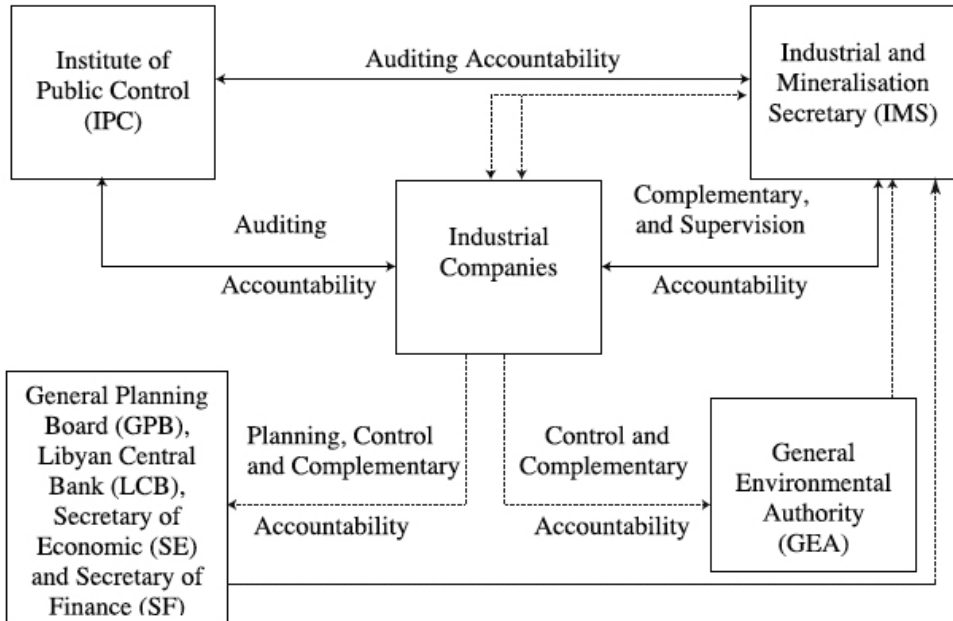 Institute of
Public Control
(IPC)
Auditing Accountability
Industrial and
Mineralisation
Secretary (IMS)
Auditing
Accountability
Industrial
Companies
Complementary,
and Supervision
Accountability
General Planning
Board (GPB),
Libyan Central
Bank (LCB),
Secretary of
Economic (SE)
and Secretary of
Finance (SF)
Planning, Control
and Complementary
Accountability
Control and
Complementary
Accountability
General
Environmental
Authority
(GEA)